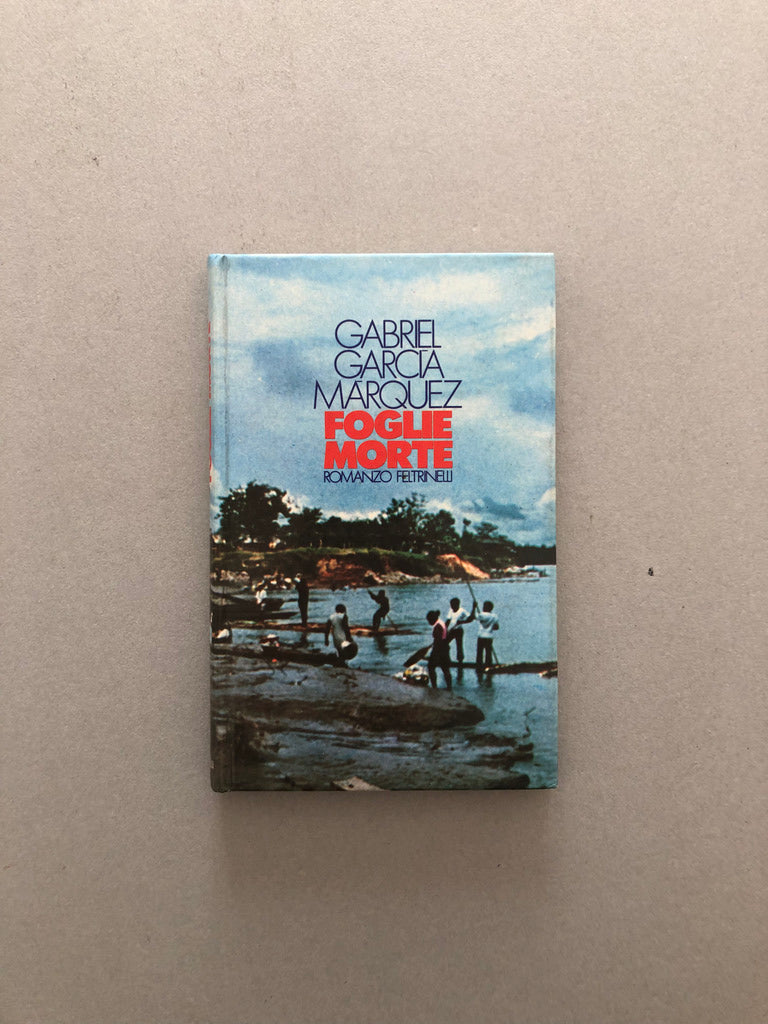 GABRIEL
GARCÍA
MÁRQUEZ
FOGLIE
MORTE
ROMANZO FELTRINELLI